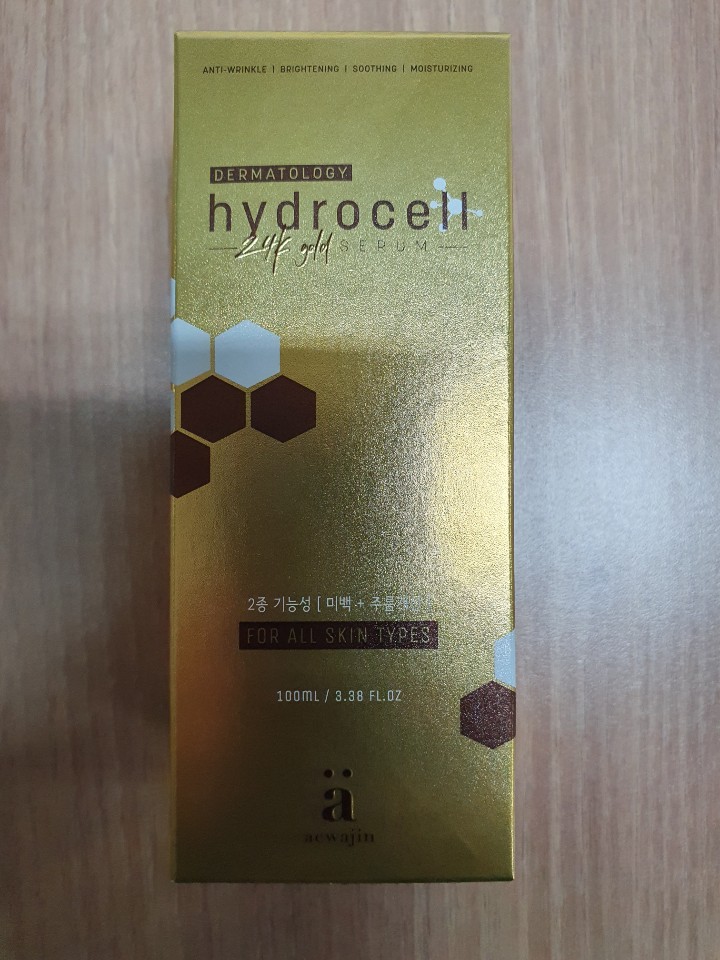 ANTI-WRINKLE | BRIGHTENING | SOOTHING | MOISTURIZING
DERMATOLOGY
hydrocell
24k gold SERUM
2종 기능성 [ 미백 + 주름개선 ]
FOR ALL SKIN TYPES
100ML / 3.38 FL.OZ
ä
aewajin